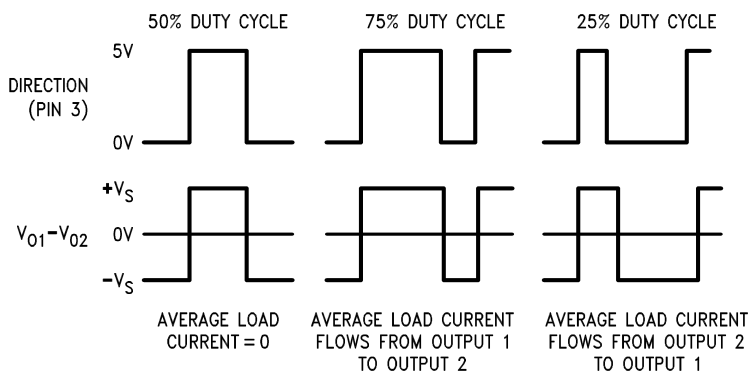 50% DUTY CYCLE
75% DUTY CYCLE
25% DUTY CYCLE
5V
DIRECTION
(PIN 3)
0V
+VS
VO1−VO2
0V
−VS
AVERAGE LOAD
CURRENT = 0
AVERAGE LOAD CURRENT
FLOWS FROM OUTPUT 1
TO OUTPUT 2
AVERAGE LOAD CURRENT
FLOWS FROM OUTPUT 2
TO OUTPUT 1